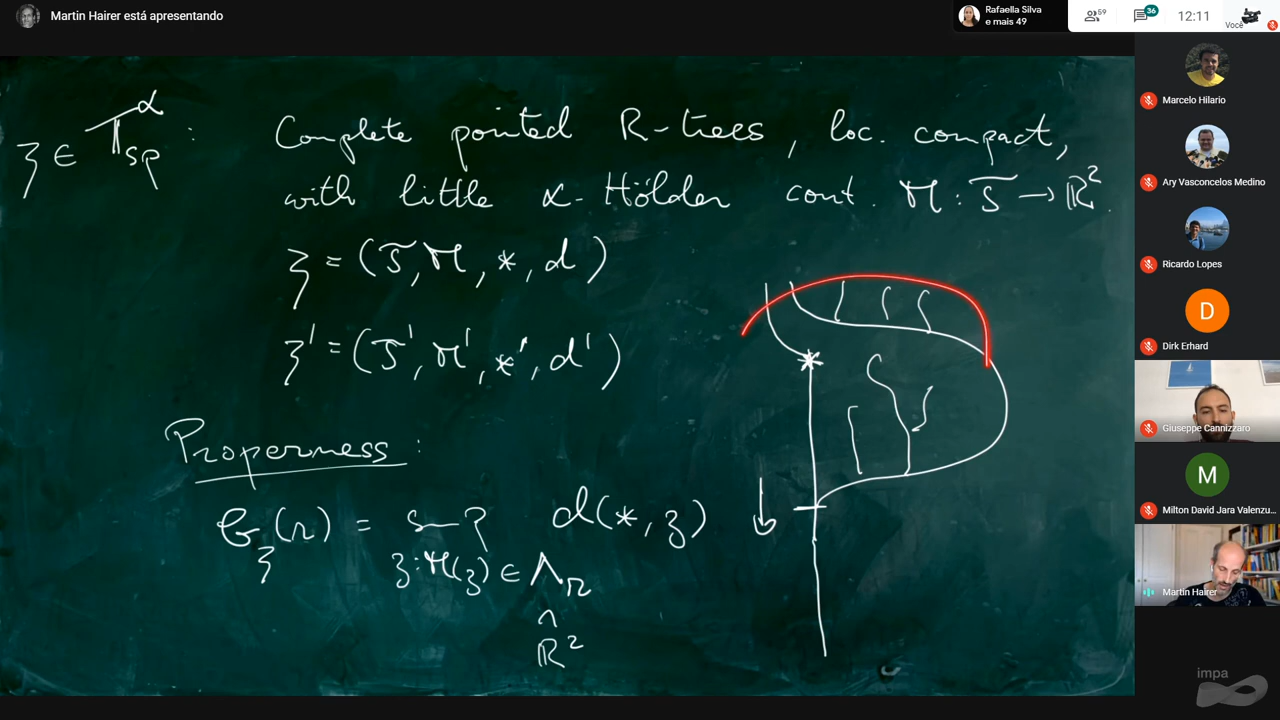 Martin Hairer está apresentando
Rafaella Silva
e mais 49
59
36
12:11
Você
ζ ∈ 𝕋^α_sp : Complete pointed R-trees, loc. compact,
with little α-Hölder cont. M : 𝒯 → ℝ².
ζ = (𝒯, M, *, d)
ζ' = (𝒯', M', *', d')
*
Properness :
b_ζ(r) = sup d(*, z)
z : M(z) ∈ Λ_r
∩
ℝ²
Marcelo Hilario
Ary Vasconcelos Medino
Ricardo Lopes
D
Dirk Erhard
Giuseppe Cannizzaro
M
Milton David Jara Valenzu...
Martin Hairer
impa